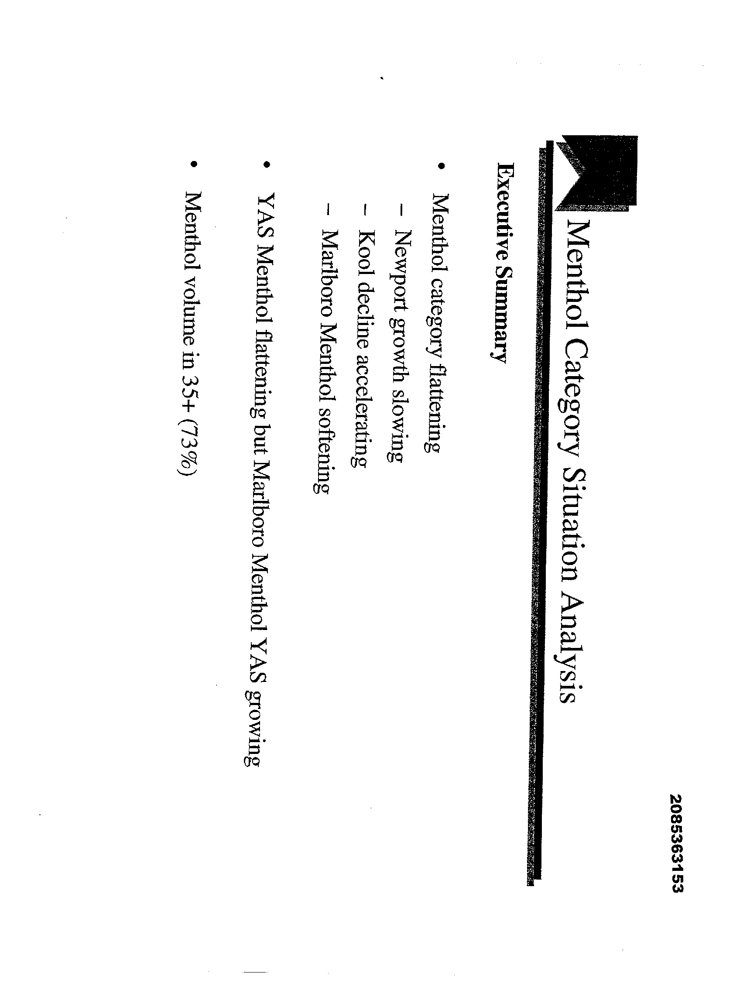 Menthol Category Situation Analysis
Executive Summary
• Menthol category flattening
– Newport growth slowing
– Kool decline accelerating
– Marlboro Menthol softening
• YAS Menthol flattening but Marlboro Menthol YAS growing
• Menthol volume in 35+ (73%)
2085363153